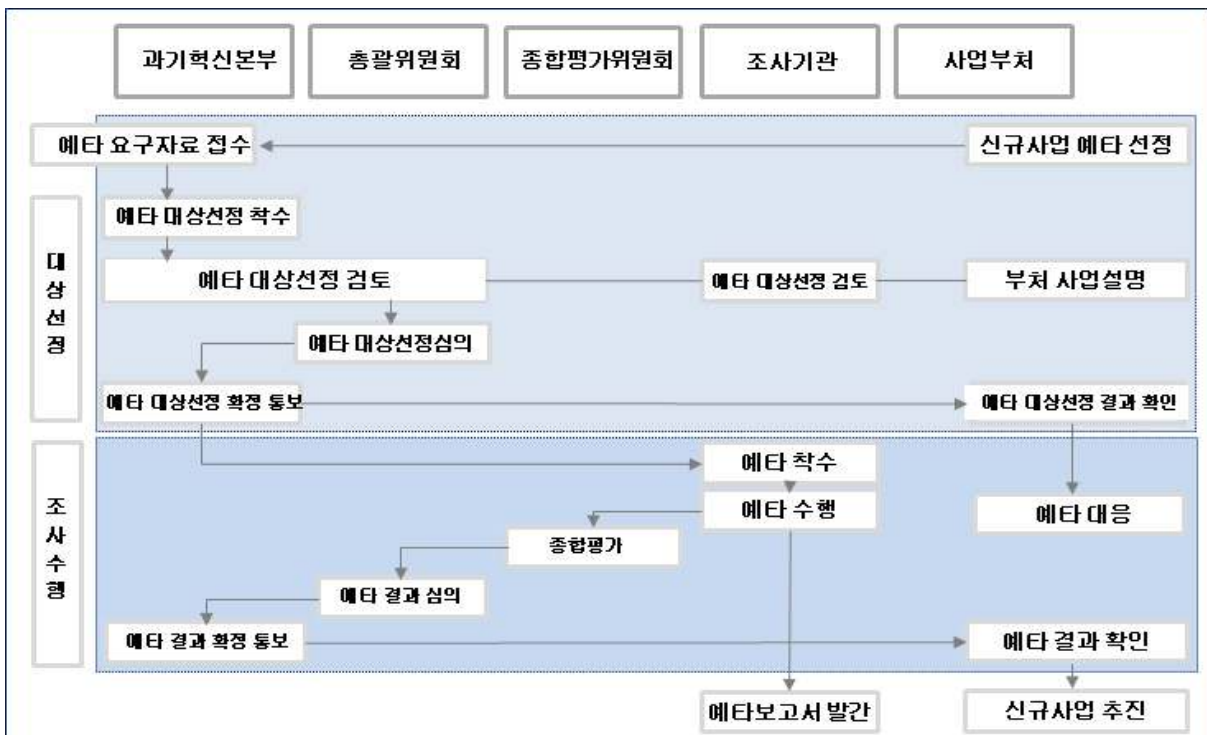 과기혁신본부
총괄위원회
종합평가위원회
조사기관
사업부처
예타 요구자료 접수
신규사업 예타 선정
대상선정
예타 대상선정 착수
예타 대상선정 검토
예타 대상선정 검토
부처 사업설명
예타 대상선정심의
예타 대상선정 확정 통보
예타 대상선정 결과 확인
조사수행
예타 착수
예타 수행
예타 대응
종합평가
예타 결과 심의
예타 결과 확정 통보
예타 결과 확인
예타보고서 발간
신규사업 추진